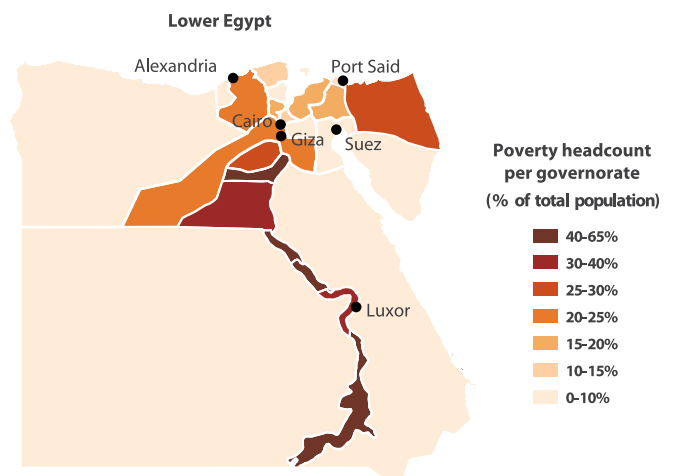 Lower Egypt
Alexandria
Port Said
Cairo
Giza
Suez
Luxor
Poverty headcount
per governorate
(% of total population)
40-65%
30-40%
25-30%
20-25%
15-20%
10-15%
0-10%